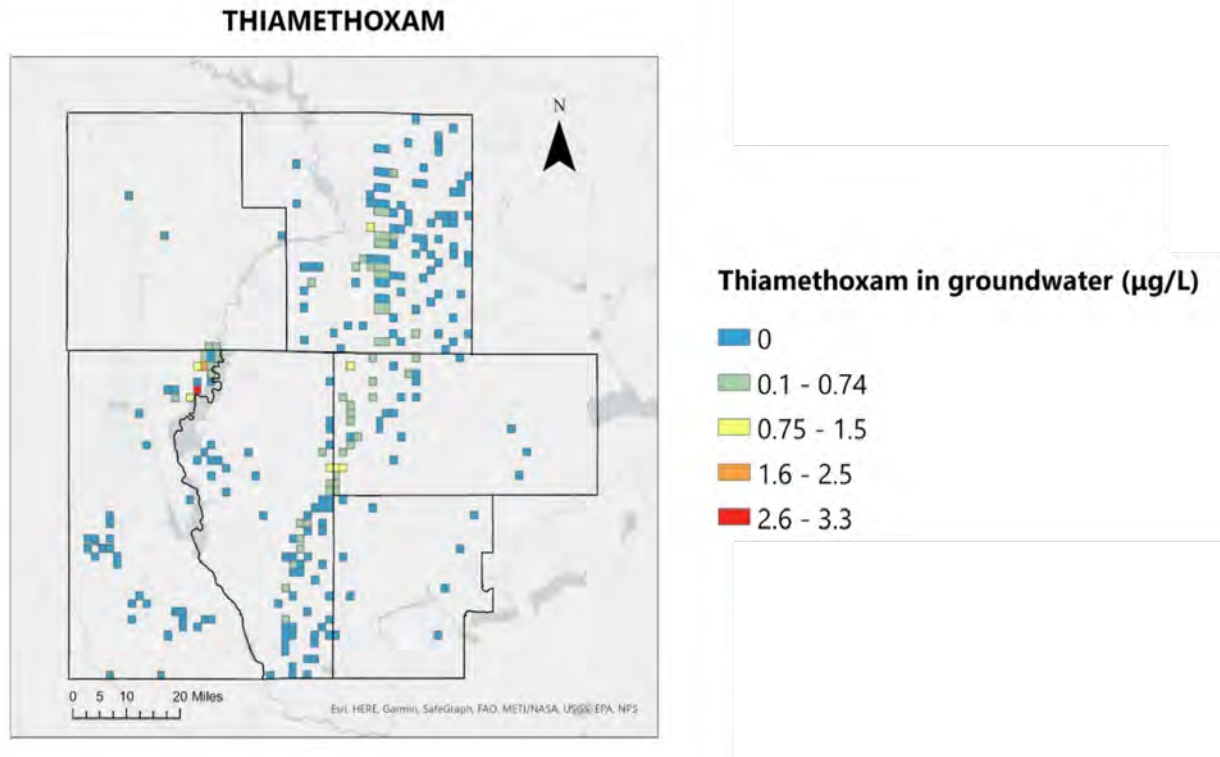 THIAMETHOXAM
N
Thiamethoxam in groundwater (µg/L)
0
0.1 - 0.74
0.75 - 1.5
1.6 - 2.5
2.6 - 3.3
0 5 10 20 Miles
Esri, HERE, Garmin, SafeGraph, FAO, METI/NASA, USGS, EPA, NPS